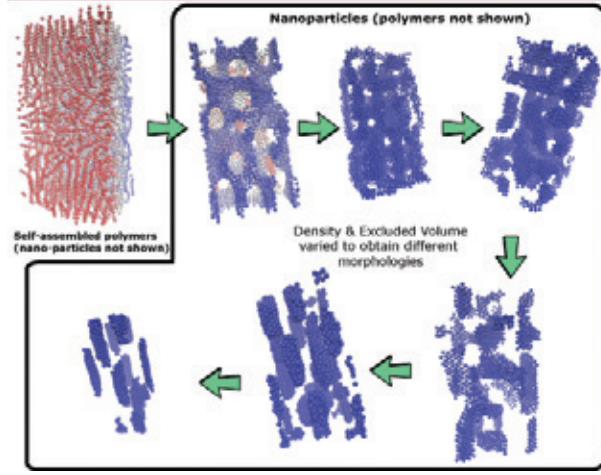 Nanoparticles (polymers not shown)
Self-assembled polymers
(nano-particles not shown)
Density & Excluded Volume
varied to obtain different
morphologies